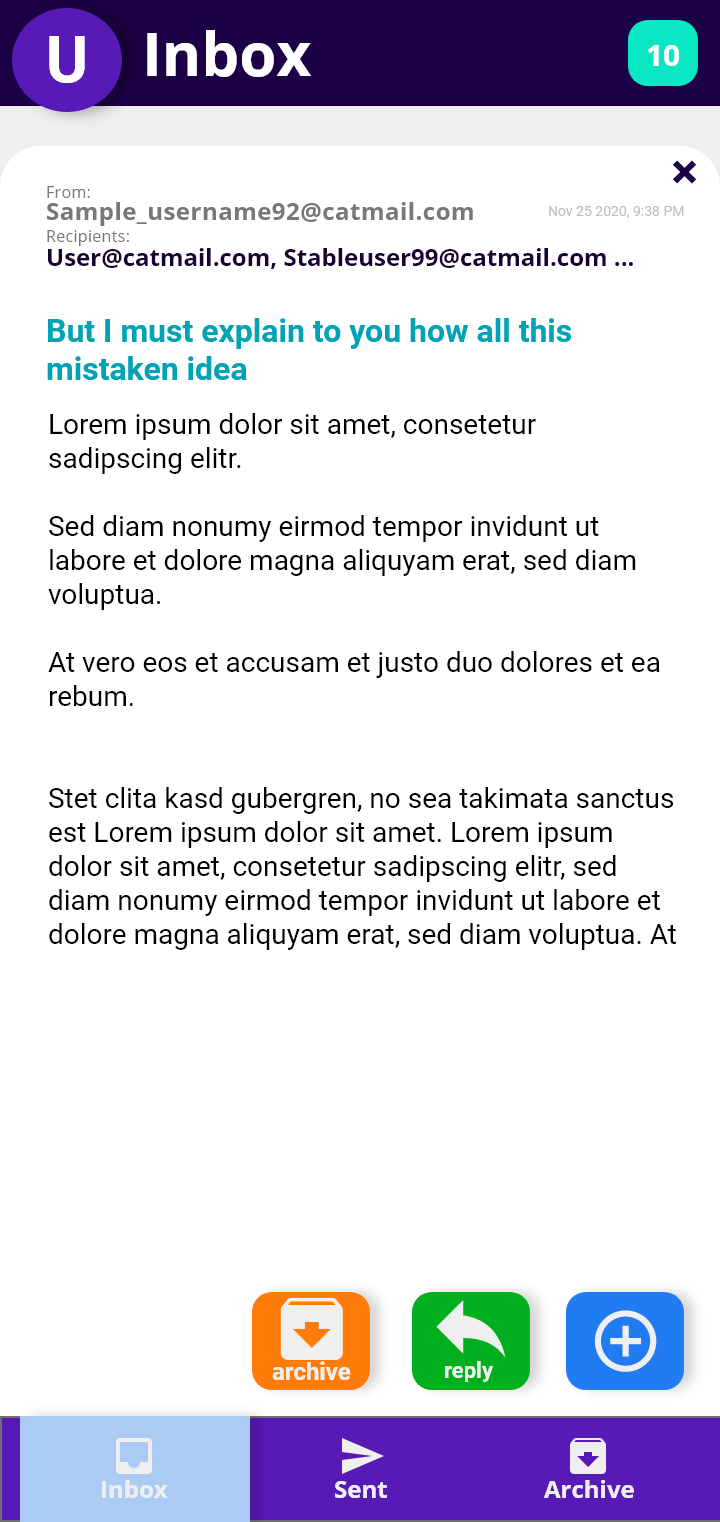 U
Inbox
10
From:
Sample_username92@catmail.com
Nov 25 2020, 9:38 PM
Recipients:
User@catmail.com, Stableuser99@catmail.com ...
But I must explain to you how all this
mistaken idea
Lorem ipsum dolor sit amet, consetetur
sadipscing elitr.
Sed diam nonumy eirmod tempor invidunt ut
labore et dolore magna aliquyam erat, sed diam
voluptua.
At vero eos et accusam et justo duo dolores et ea
rebum.
Stet clita kasd gubergren, no sea takimata sanctus
est Lorem ipsum dolor sit amet. Lorem ipsum
dolor sit amet, consetetur sadipscing elitr, sed
diam nonumy eirmod tempor invidunt ut labore et
dolore magna aliquyam erat, sed diam voluptua. At
archive
reply
Inbox
Sent
Archive